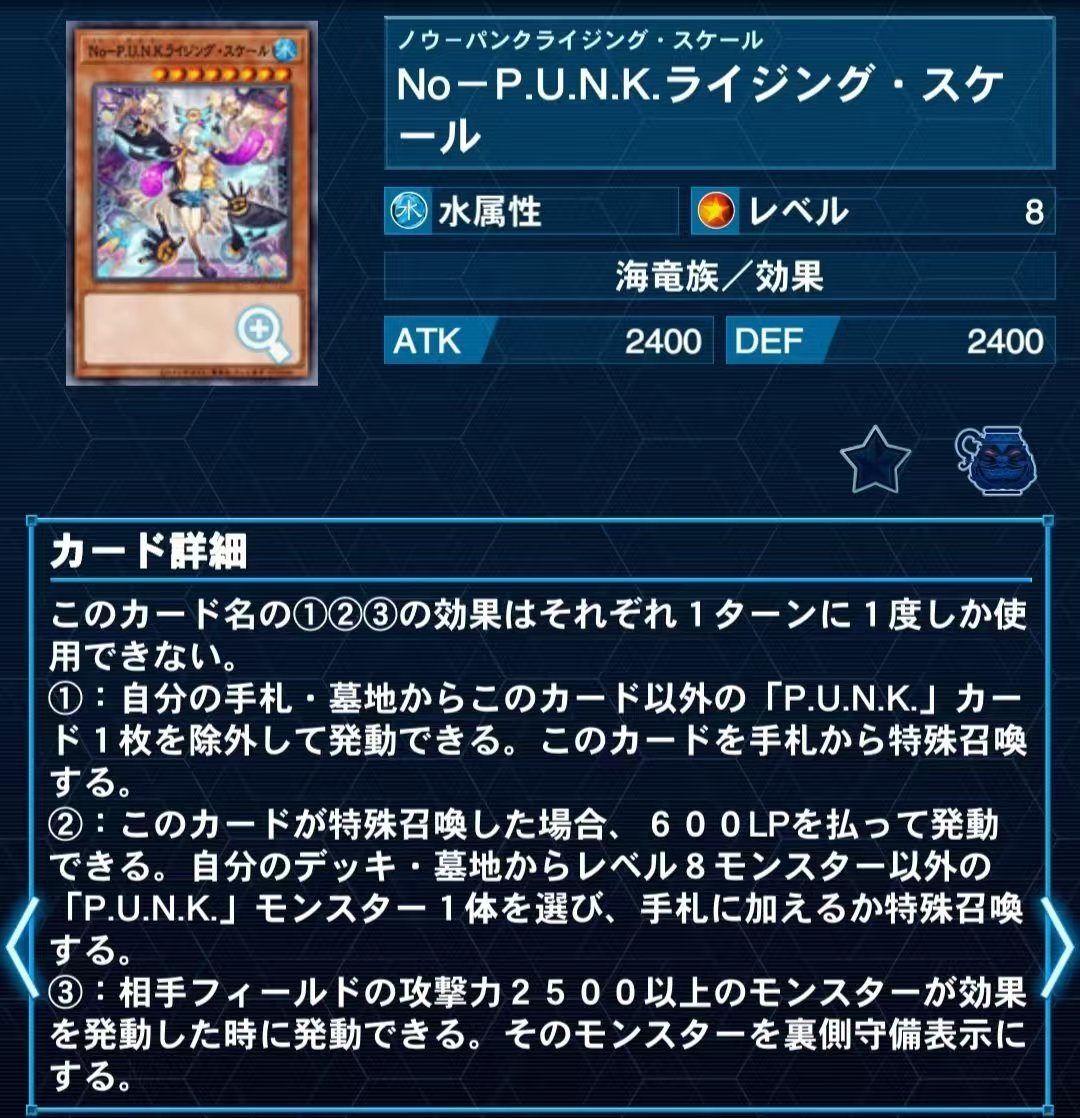 No－P.U.N.K.ライジング・スケール
水
ノウ－パンクライジング・スケール
No－P.U.N.K.ライジング・スケ
ール
水 水属性
レベル 8
海竜族／効果
ATK 2400
DEF 2400
カード詳細
このカード名の①②③の効果はそれぞれ１ターンに１度しか使
用できない。
①：自分の手札・墓地からこのカード以外の「P.U.N.K.」カー
ド１枚を除外して発動できる。このカードを手札から特殊召喚
する。
②：このカードが特殊召喚した場合、６００LPを払って発動
できる。自分のデッキ・墓地からレベル８モンスター以外の
「P.U.N.K.」モンスター１体を選び、手札に加えるか特殊召喚
する。
③：相手フィールドの攻撃力２５００以上のモンスターが効果
を発動した時に発動できる。そのモンスターを裏側守備表示に
する。